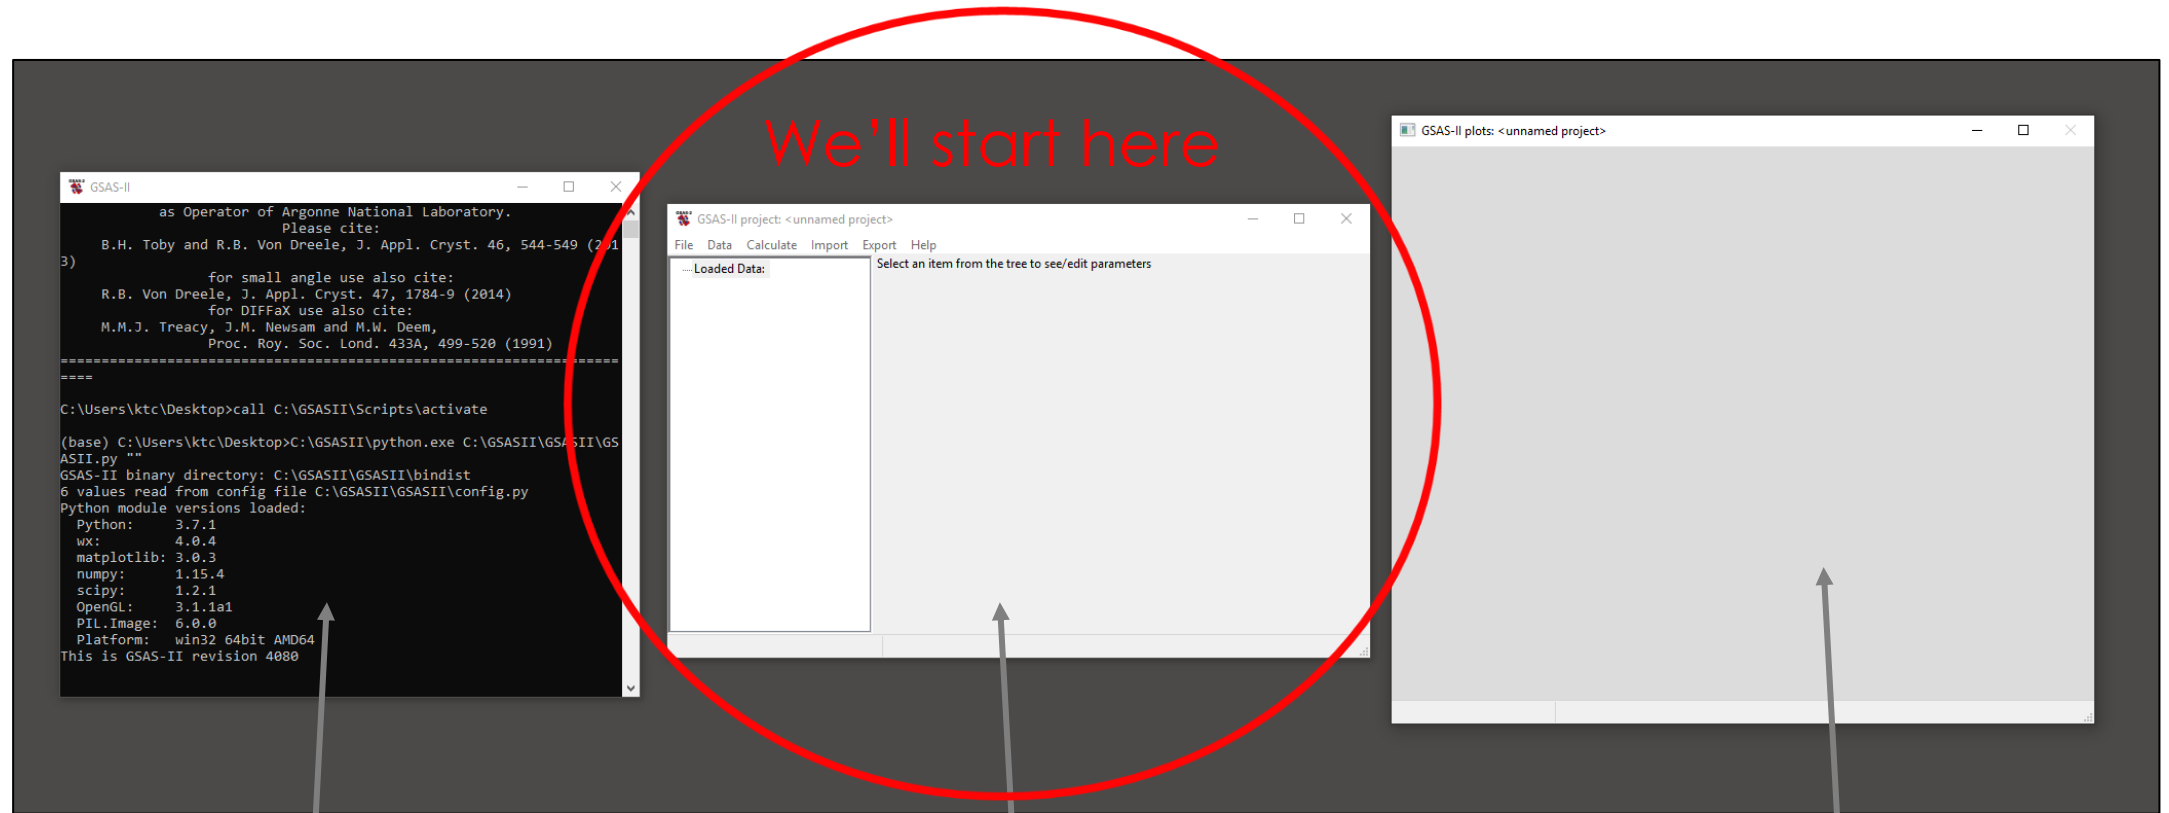 We'll start here
GSAS-II
as Operator of Argonne National Laboratory.
Please cite:
B.H. Toby and R.B. Von Dreele, J. Appl. Cryst. 46, 544-549 (201
3)
for small angle use also cite:
R.B. Von Dreele, J. Appl. Cryst. 47, 1784-9 (2014)
for DIFFaX use also cite:
M.M.J. Treacy, J.M. Newsam and M.W. Deem,
Proc. Roy. Soc. Lond. 433A, 499-520 (1991)
====================================================================
====
C:\Users\ktc\Desktop>call C:\GSASII\Scripts\activate
(base) C:\Users\ktc\Desktop>C:\GSASII\python.exe C:\GSASII\GSASII\GS
ASII.py ""
GSAS-II binary directory: C:\GSASII\GSASII\bindist
6 values read from config file C:\GSASII\GSASII\config.py
Python module versions loaded:
Python: 3.7.1
wx: 4.0.4
matplotlib: 3.0.3
numpy: 1.15.4
scipy: 1.2.1
OpenGL: 3.1.1a1
PIL.Image: 6.0.0
Platform: win32 64bit AMD64
This is GSAS-II revision 4080
GSAS-II project: <unnamed project>
File Data Calculate Import Export Help
Loaded Data:
Select an item from the tree to see/edit parameters
GSAS-II plots: <unnamed project>